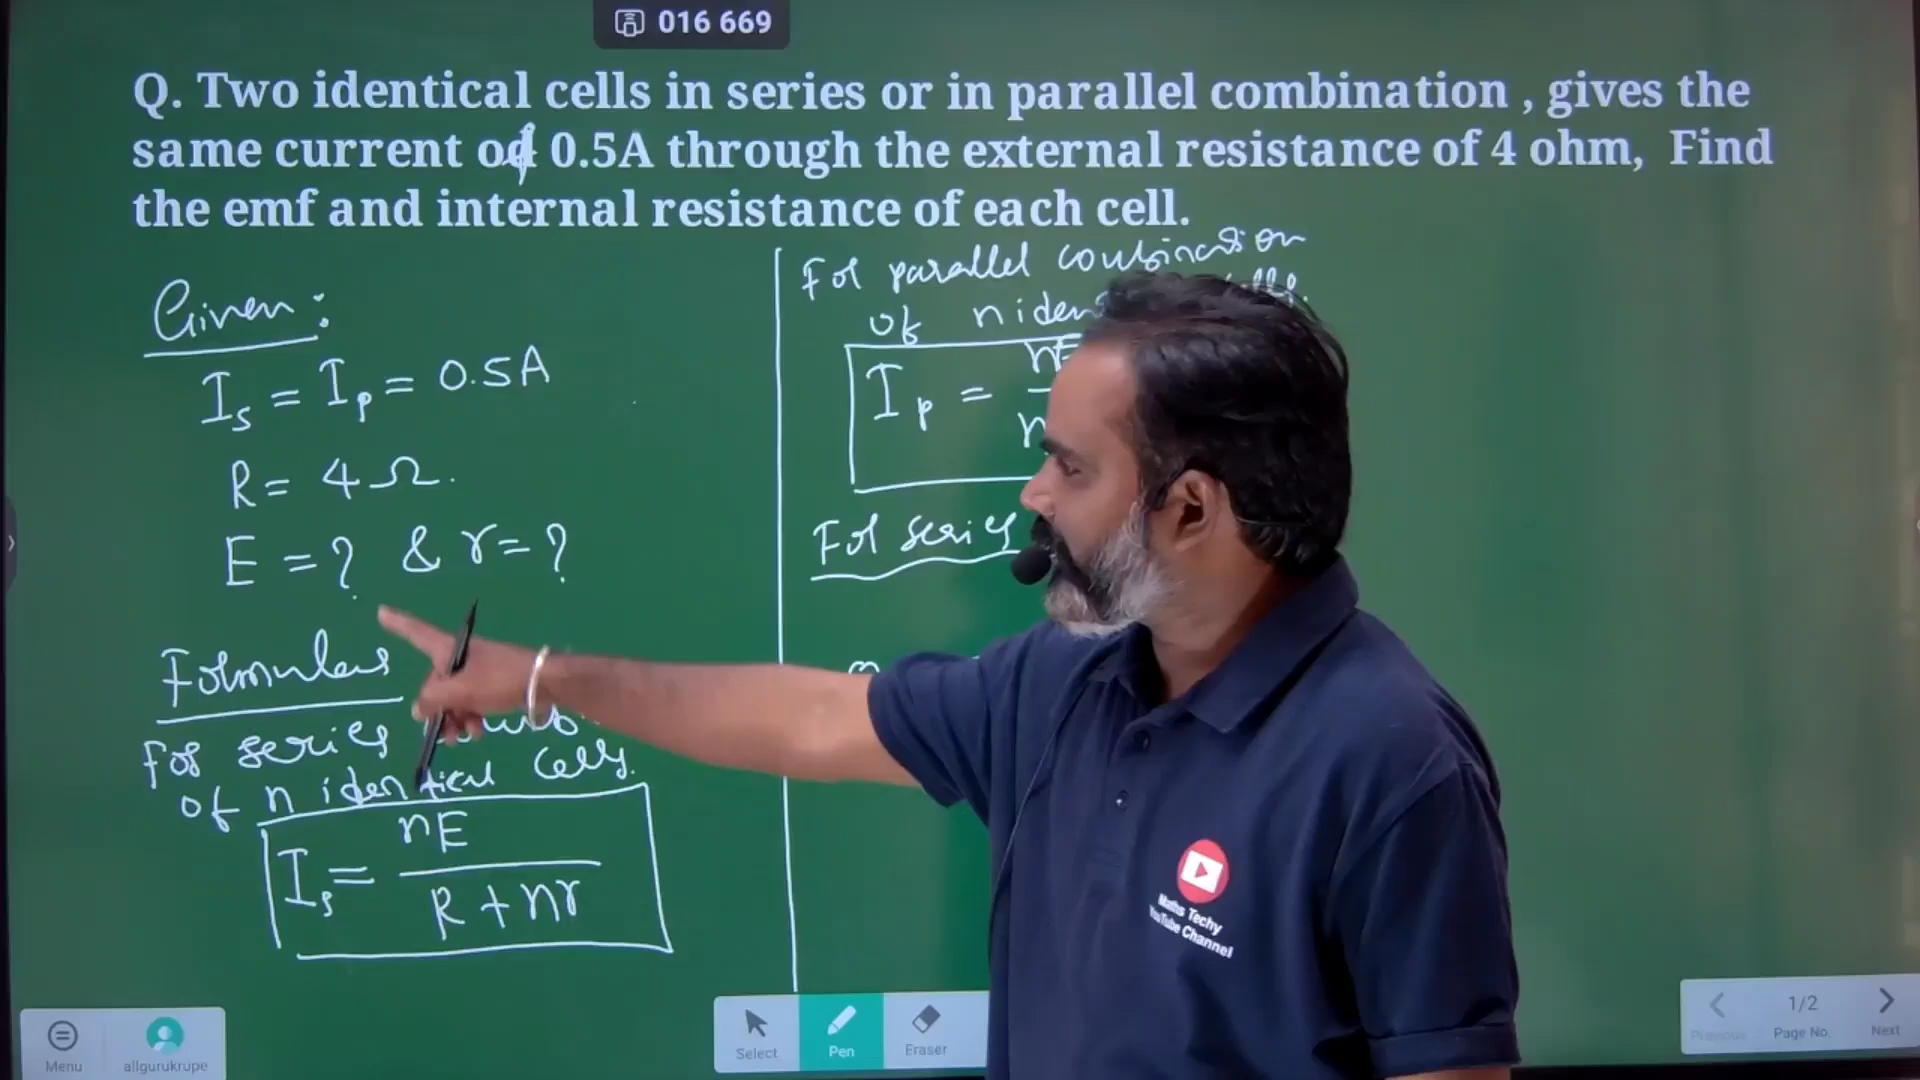 016 669
Q. Two identical cells in series or in parallel combination , gives the
same current of 0.5A through the external resistance of 4 ohm, Find
the emf and internal resistance of each cell.
Given:
Is = Ip = 0.5A
R = 4Ω.
E = ? & r = ?
Formulas
For series
of n identical cells.
Is = nE / R + nr
For parallel combination
of n
Ip =
For series
Maths Techy
YouTube Channel
Menu
allgurukrupe
Select
Pen
Eraser
Previous
1/2
Page No.
Next